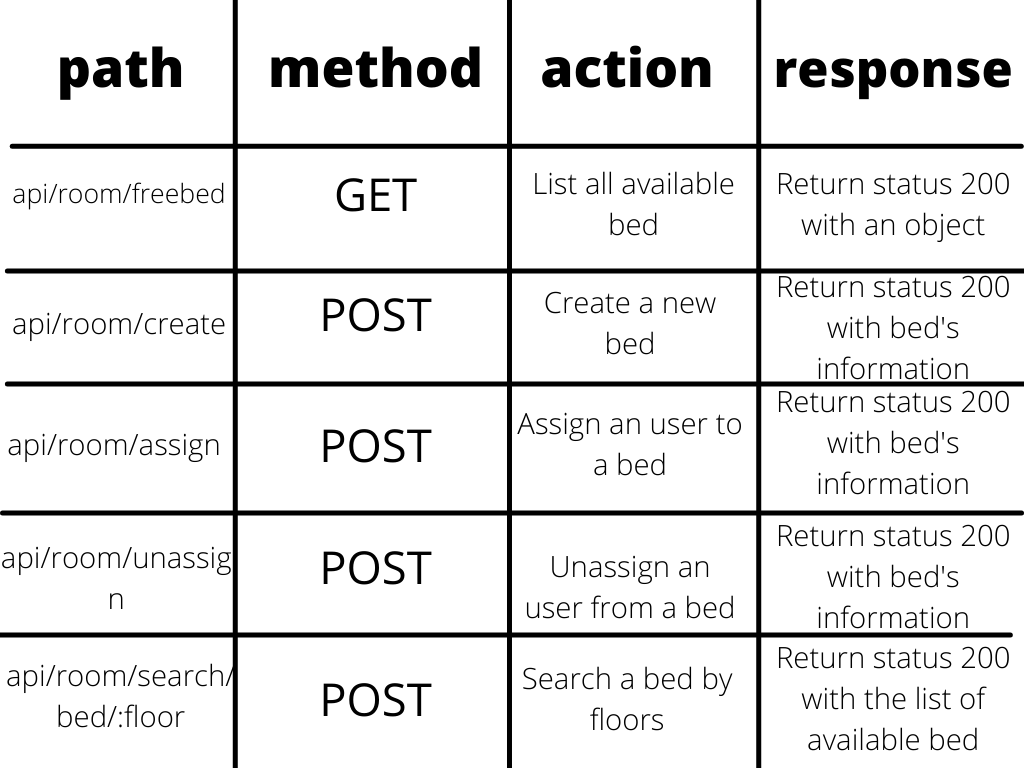 path method action response
api/room/freebed GET List all available bed Return status 200 with an object
api/room/create POST Create a new bed Return status 200 with bed's information
api/room/assign POST Assign an user to a bed Return status 200 with bed's information
api/room/unassign POST Unassign an user from a bed Return status 200 with bed's information
api/room/search/bed/:floor POST Search a bed by floors Return status 200 with the list of available bed